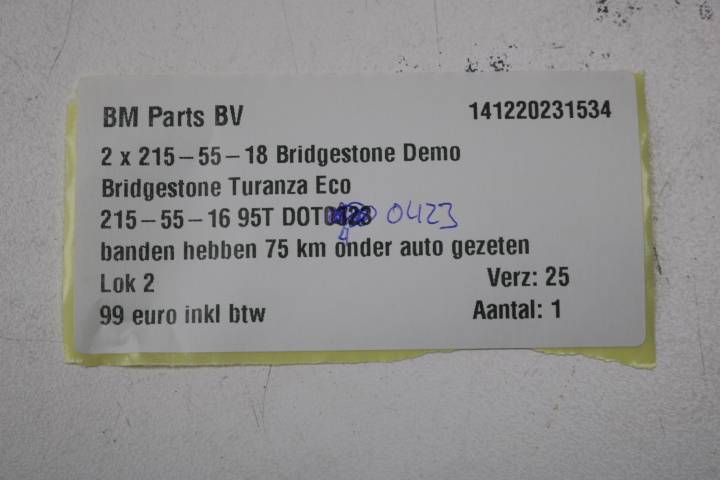 BM Parts BV 141220231534
2 x 215-55-18 Bridgestone Demo
Bridgestone Turanza Eco
215-55-16 95T DOT 0423
4
banden hebben 75 km onder auto gezeten
Lok 2 Verz: 25
99 euro inkl btw Aantal: 1